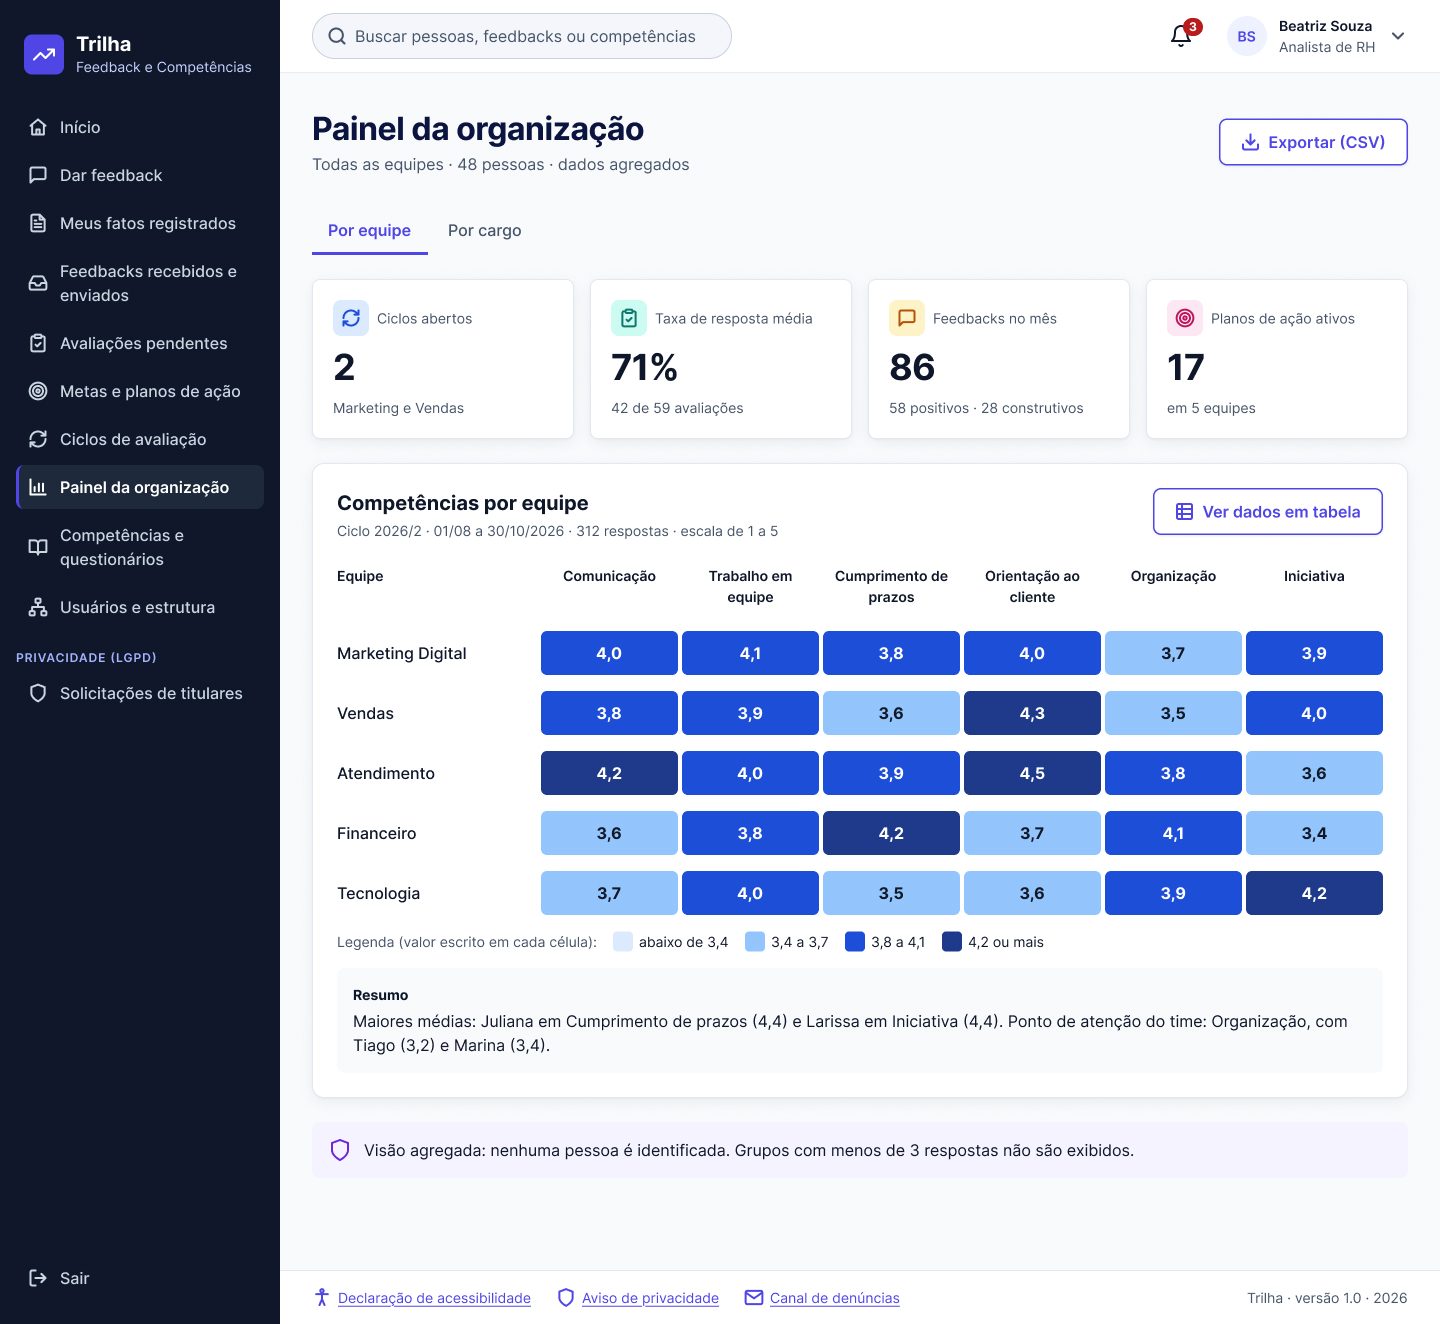 Trilha
Feedback e Competências
Início
Dar feedback
Meus fatos registrados
Feedbacks recebidos e
enviados
Avaliações pendentes
Metas e planos de ação
Ciclos de avaliação
Painel da organização
Competências e
questionários
Usuários e estrutura
PRIVACIDADE (LGPD)
Solicitações de titulares
Sair
Buscar pessoas, feedbacks ou competências
3
BS
Beatriz Souza
Analista de RH
Painel da organização
Todas as equipes · 48 pessoas · dados agregados
Exportar (CSV)
Por equipe
Por cargo
Ciclos abertos
2
Marketing e Vendas
Taxa de resposta média
71%
42 de 59 avaliações
Feedbacks no mês
86
58 positivos · 28 construtivos
Planos de ação ativos
17
em 5 equipes
Competências por equipe
Ciclo 2026/2 · 01/08 a 30/10/2026 · 312 respostas · escala de 1 a 5
Ver dados em tabela
Equipe Comunicação Trabalho em equipe Cumprimento de prazos Orientação ao cliente Organização Iniciativa
Marketing Digital 4,0 4,1 3,8 4,0 3,7 3,9
Vendas 3,8 3,9 3,6 4,3 3,5 4,0
Atendimento 4,2 4,0 3,9 4,5 3,8 3,6
Financeiro 3,6 3,8 4,2 3,7 4,1 3,4
Tecnologia 3,7 4,0 3,5 3,6 3,9 4,2
Legenda (valor escrito em cada célula): abaixo de 3,4 3,4 a 3,7 3,8 a 4,1 4,2 ou mais
Resumo
Maiores médias: Juliana em Cumprimento de prazos (4,4) e Larissa em Iniciativa (4,4). Ponto de atenção do time: Organização, com
Tiago (3,2) e Marina (3,4).
Visão agregada: nenhuma pessoa é identificada. Grupos com menos de 3 respostas não são exibidos.
Declaração de acessibilidade
Aviso de privacidade
Canal de denúncias
Trilha · versão 1.0 · 2026